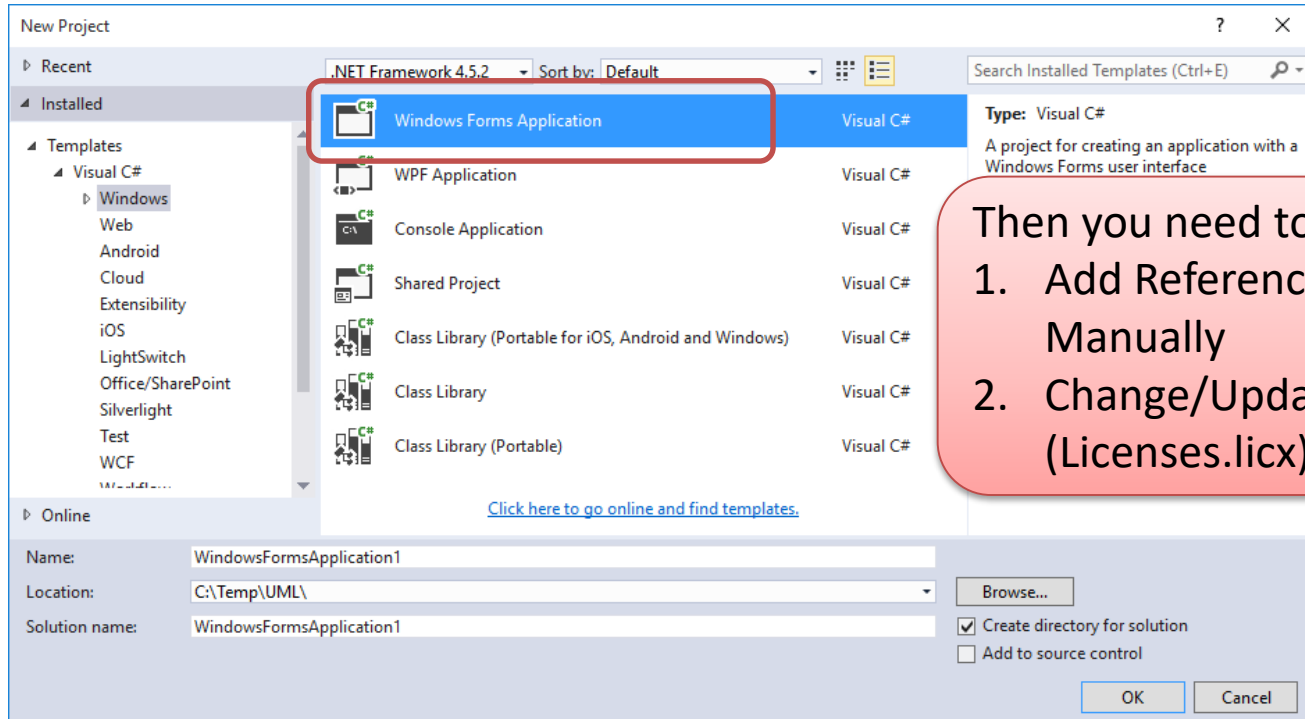 New Project
? ×
Recent
.NET Framework 4.5.2 Sort by: Default
Search Installed Templates (Ctrl+E)
Installed
Templates
Visual C#
Windows
Web
Android
Cloud
Extensibility
iOS
LightSwitch
Office/SharePoint
Silverlight
Test
WCF
Workflow
Online
C# Windows Forms Application Visual C#
C# WPF Application Visual C#
C# C:\ Console Application Visual C#
C# Shared Project Visual C#
C# Class Library (Portable for iOS, Android and Windows) Visual C#
C# Class Library Visual C#
C# Class Library (Portable) Visual C#
Click here to go online and find templates.
Type: Visual C#
A project for creating an application with a
Windows Forms user interface
Then you need
1. Add
Manually
2.
(Licenses.licx)
Name: WindowsFormsApplication1
Location: C:\Temp\UML\
Browse...
Solution name: WindowsFormsApplication1
Create directory for solution
Add to source control
OK Cancel